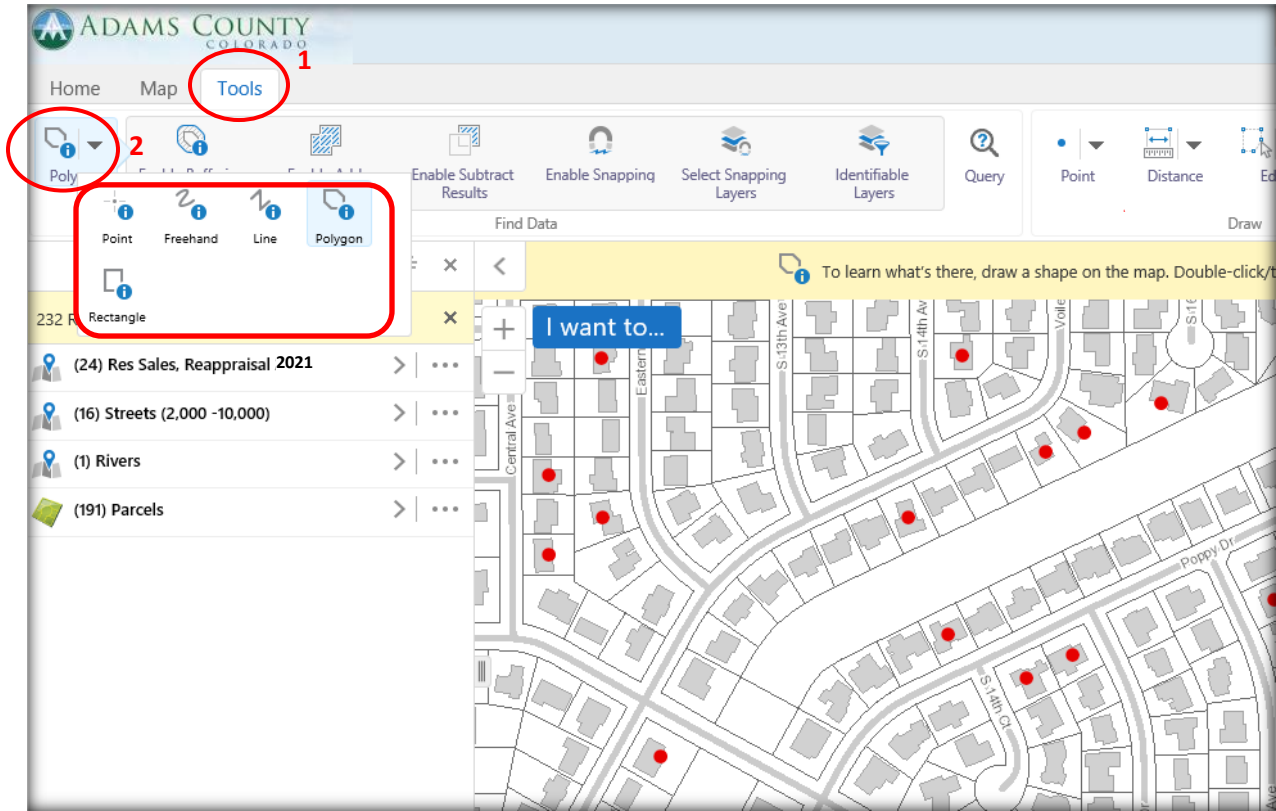 ADAMS COUNTY
COLORADO
1
Home Map Tools
2
Enable Subtract Results
Enable Snapping
Select Snapping Layers
Identifiable Layers
Query
Point
Distance
Find Data
Draw
Point Freehand Line Polygon
Rectangle
To learn what's there, draw a shape on the map. Double-click/t
232
I want to...
(24) Res Sales, Reappraisal 2021
(16) Streets (2,000 -10,000)
(1) Rivers
(191) Parcels
Central Ave
Eastern
S 13th Ave
S 14th Av
Voile
S 16
Poppy Dr
S 14th Ct